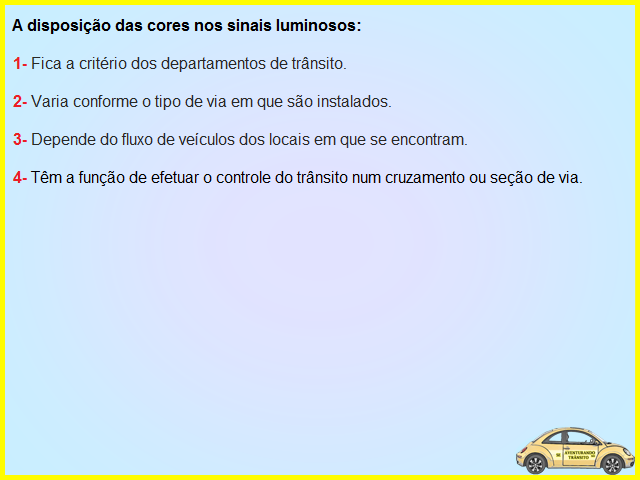 A disposição das cores nos sinais luminosos:
1- Fica a critério dos departamentos de trânsito.
2- Varia conforme o tipo de via em que são instalados.
3- Depende do fluxo de veículos dos locais em que se encontram.
4- Têm a função de efetuar o controle do trânsito num cruzamento ou seção de via.
AVENTURANDO
TRÂNSITO